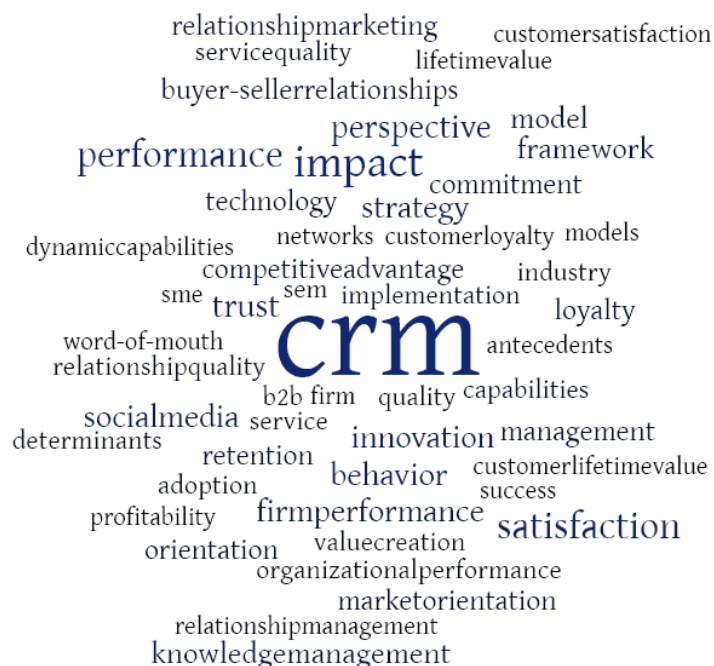 relationshipmarketing
customersatisfaction
servicequality
lifetimevalue
buyer-sellerrelationships
perspective model
performance impact framework
commitment
technology strategy
networks customerloyalty models
dynamiccapabilities
competitiveadvantage industry
sme trust sem implementation loyalty
crm
word-of-mouth antecedents
relationshipquality
b2b firm quality capabilities
socialmedia service
determinants innovation management
retention behavior customerlifetimevalue
adoption success
profitability firmperformance satisfaction
orientation valuecreation
organizationalperformance
marketorientation
relationshipmanagement
knowledgemanagement